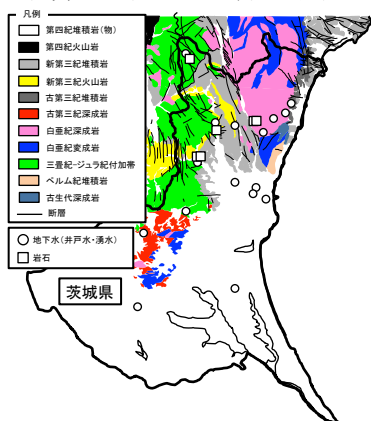 凡例
第四紀堆積岩(物)
第四紀火山岩
新第三紀堆積岩
新第三紀火山岩
古第三紀堆積岩
古第三紀深成岩
白亜紀深成岩
白亜紀変成岩
三畳紀-ジュラ紀付加帯
ペルム紀堆積岩
古生代深成岩
断層
地下水(井戸水・湧水)
岩石
茨城県